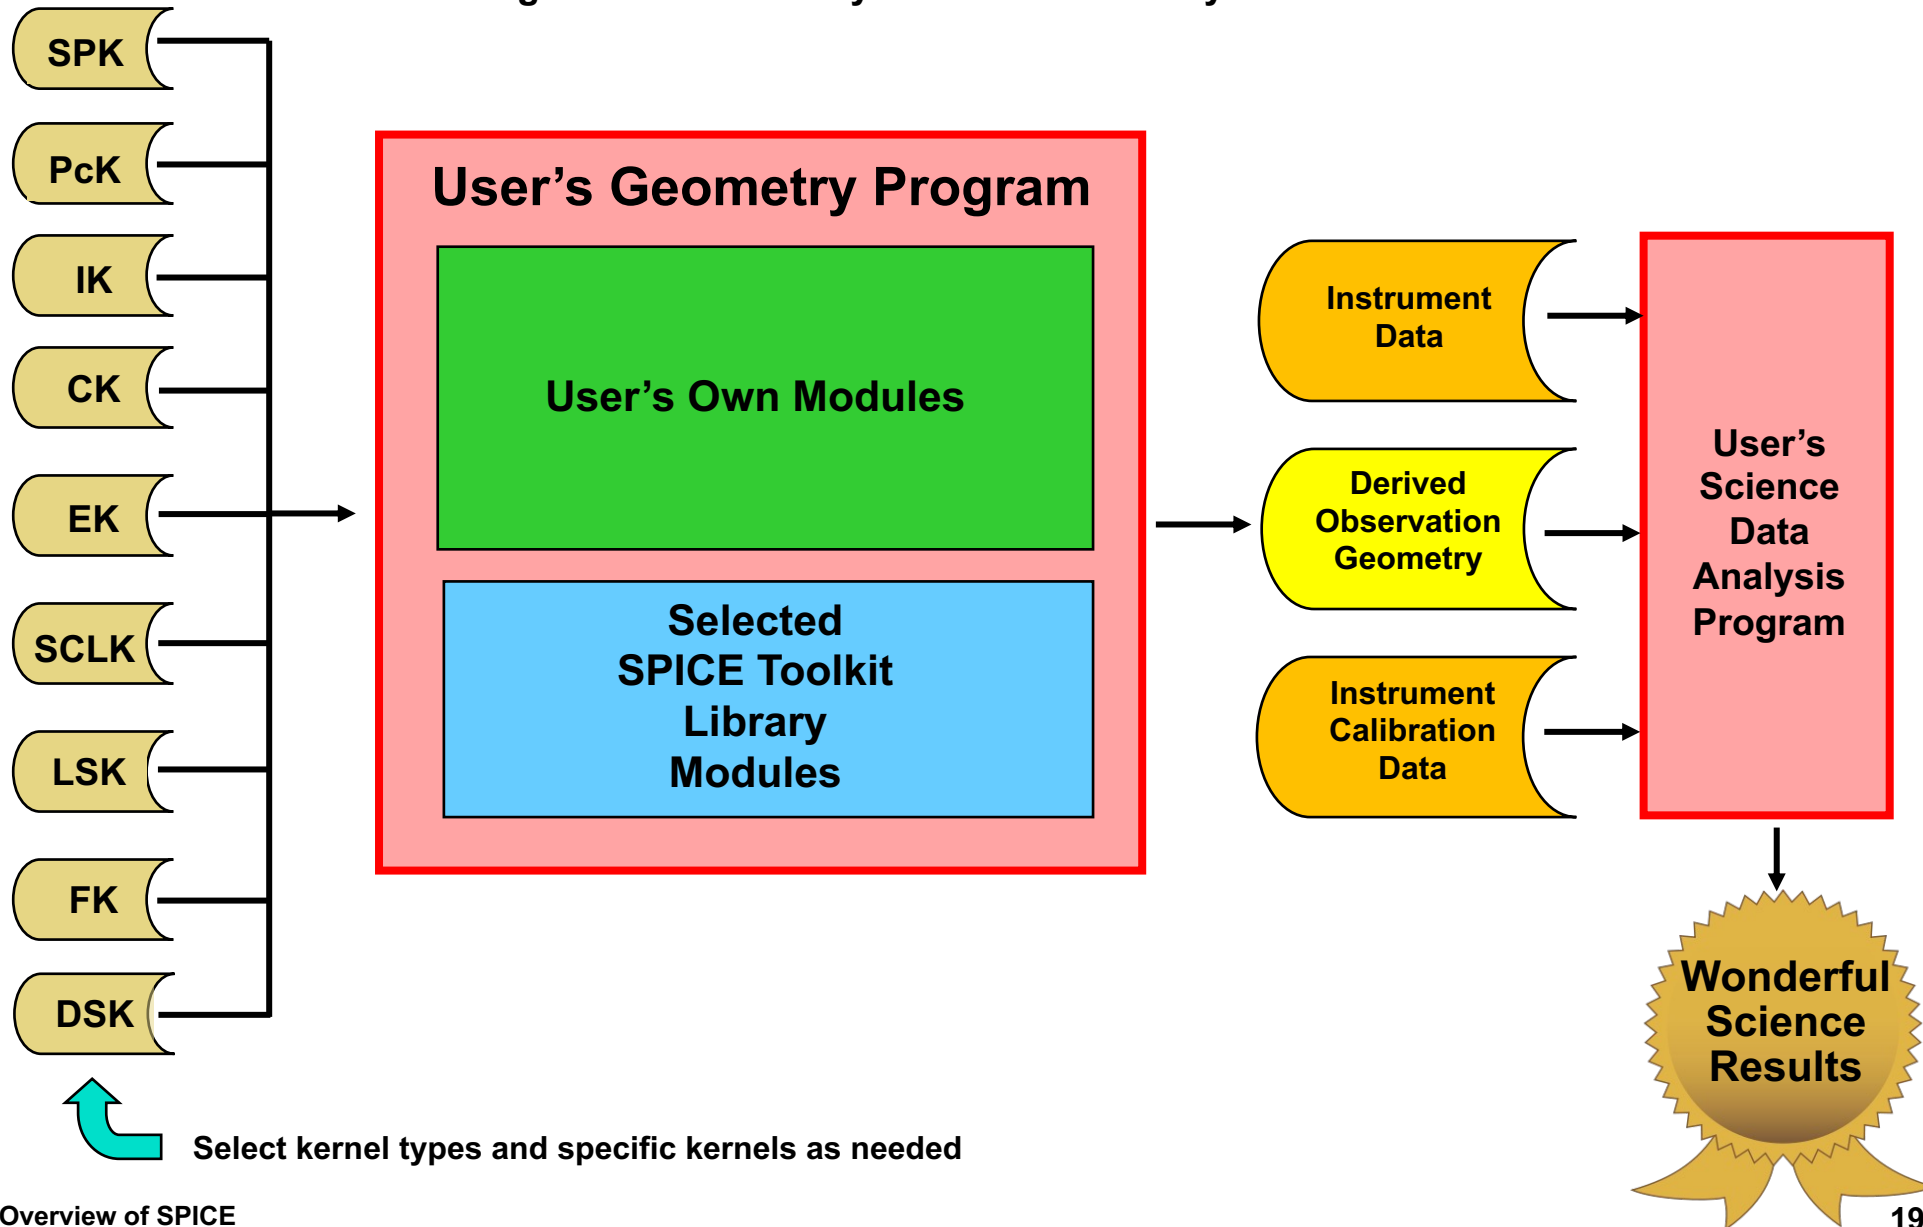 SPK
PcK
IK
CK
EK
SCLK
LSK
FK
DSK
Select kernel types and specific kernels as needed
User’s Geometry Program
User’s Own Modules
Selected
SPICE Toolkit
Library
Modules
Instrument
Data
Derived
Observation
Geometry
Instrument
Calibration
Data
User’s
Science
Data
Analysis
Program
Wonderful
Science
Results
Overview of SPICE
19